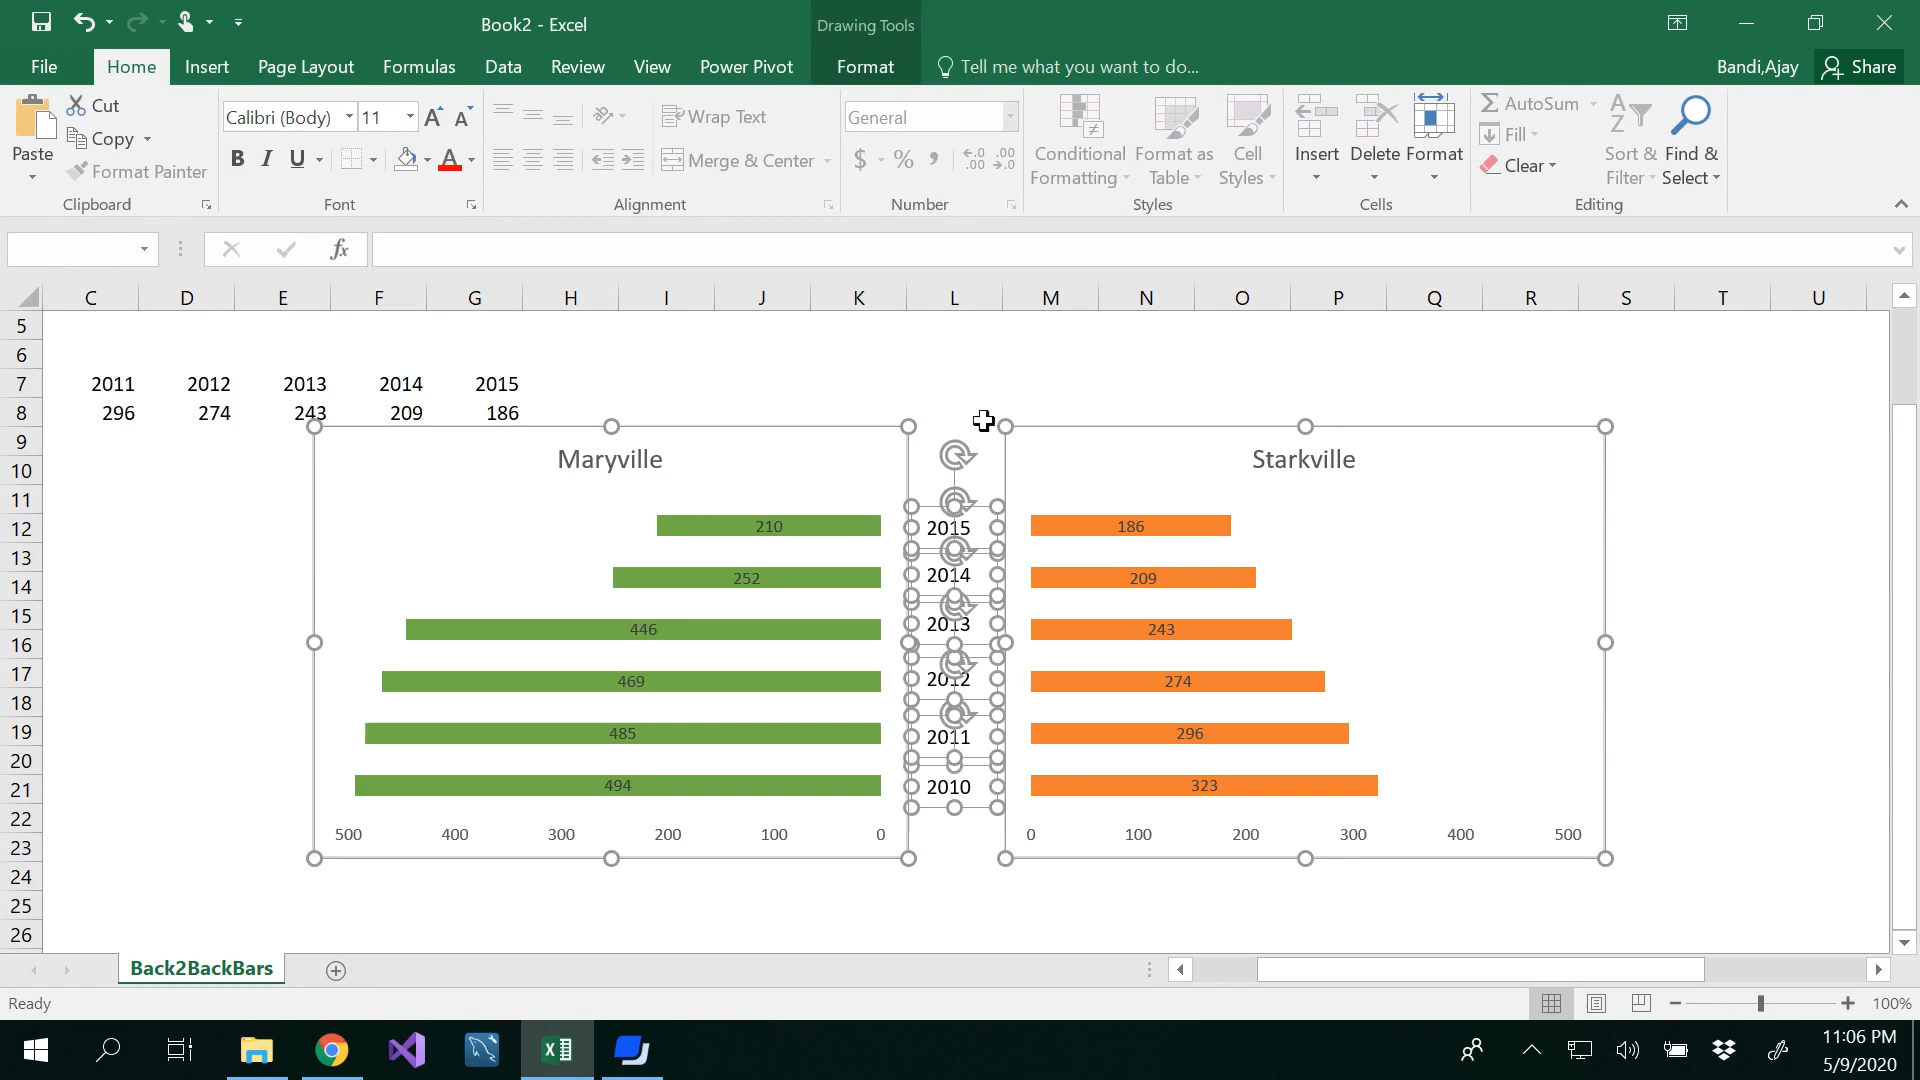 Book2 - Excel
Drawing Tools
File Home Insert Page Layout Formulas Data Review View Power Pivot Format Tell me what you want to do... Bandi,Ajay Share
Paste
Cut
Copy
Format Painter
Clipboard
Calibri (Body) 11 A A
B I U A
Font
Wrap Text
Merge & Center
Alignment
General
$ % , ←.0 .00 .00 →.0
Number
Conditional Formatting
Format as Table
Cell Styles
Styles
Insert Delete Format
Cells
AutoSum
Fill
Clear
Sort & Filter
Find & Select
Editing
fx
C D E F G H I J K L M N O P Q R S T U
5
6
7 2011 2012 2013 2014 2015
8 296 274 243 209 186
9
10 Maryville Starkville
11
12 210 2015 186
13
14 252 2014 209
15
16 446 2013 243
17
18 469 2012 274
19 485 2011 296
20
21 494 2010 323
22
23 500 400 300 200 100 0 0 100 200 300 400 500
24
25
26
Back2BackBars
Ready 100%
11:06 PM
5/9/2020